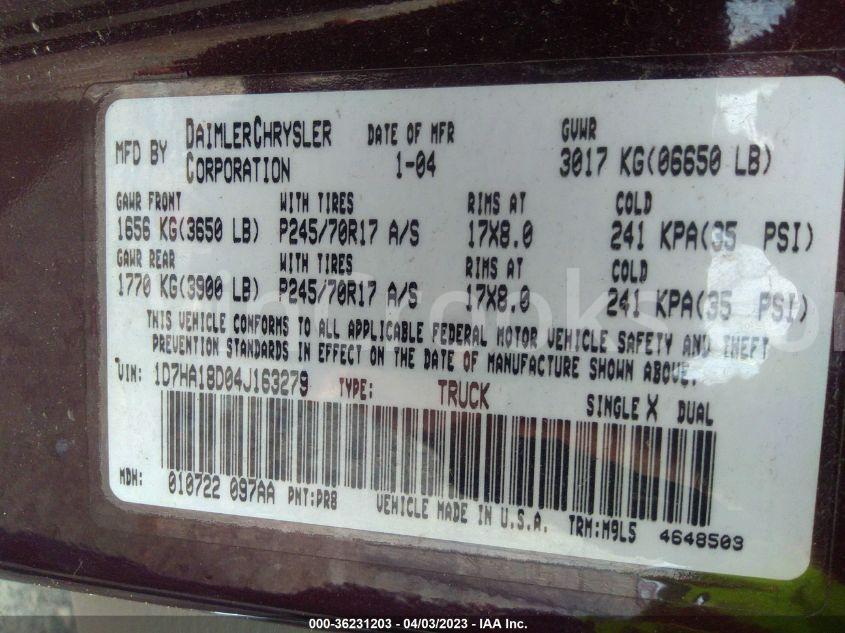 MFD BY DAIMLERCHRYSLER CORPORATION DATE OF MFR 1-04 GVWR 3017 KG(06650 LB)
GAWR FRONT WITH TIRES RIMS AT COLD
1656 KG(3650 LB) P245/70R17 A/S 17X8.0 241 KPA(35 PSI)
GAWR REAR WITH TIRES RIMS AT COLD
1770 KG(3900 LB) P245/70R17 A/S 17X8.0 241 KPA(35 PSI)
THIS VEHICLE CONFORMS TO ALL APPLICABLE FEDERAL MOTOR VEHICLE SAFETY AND THEFT
PREVENTION STANDARDS IN EFFECT ON THE DATE OF MANUFACTURE SHOWN ABOVE.
VIN: 1D7HA18D04J163279 TYPE: TRUCK SINGLE X DUAL
MDH: 010722 097AA PNT:PR8 VEHICLE MADE IN U.S.A. TRM:M9L5 4648503
000-36231203 - 04/03/2023 - IAA Inc.